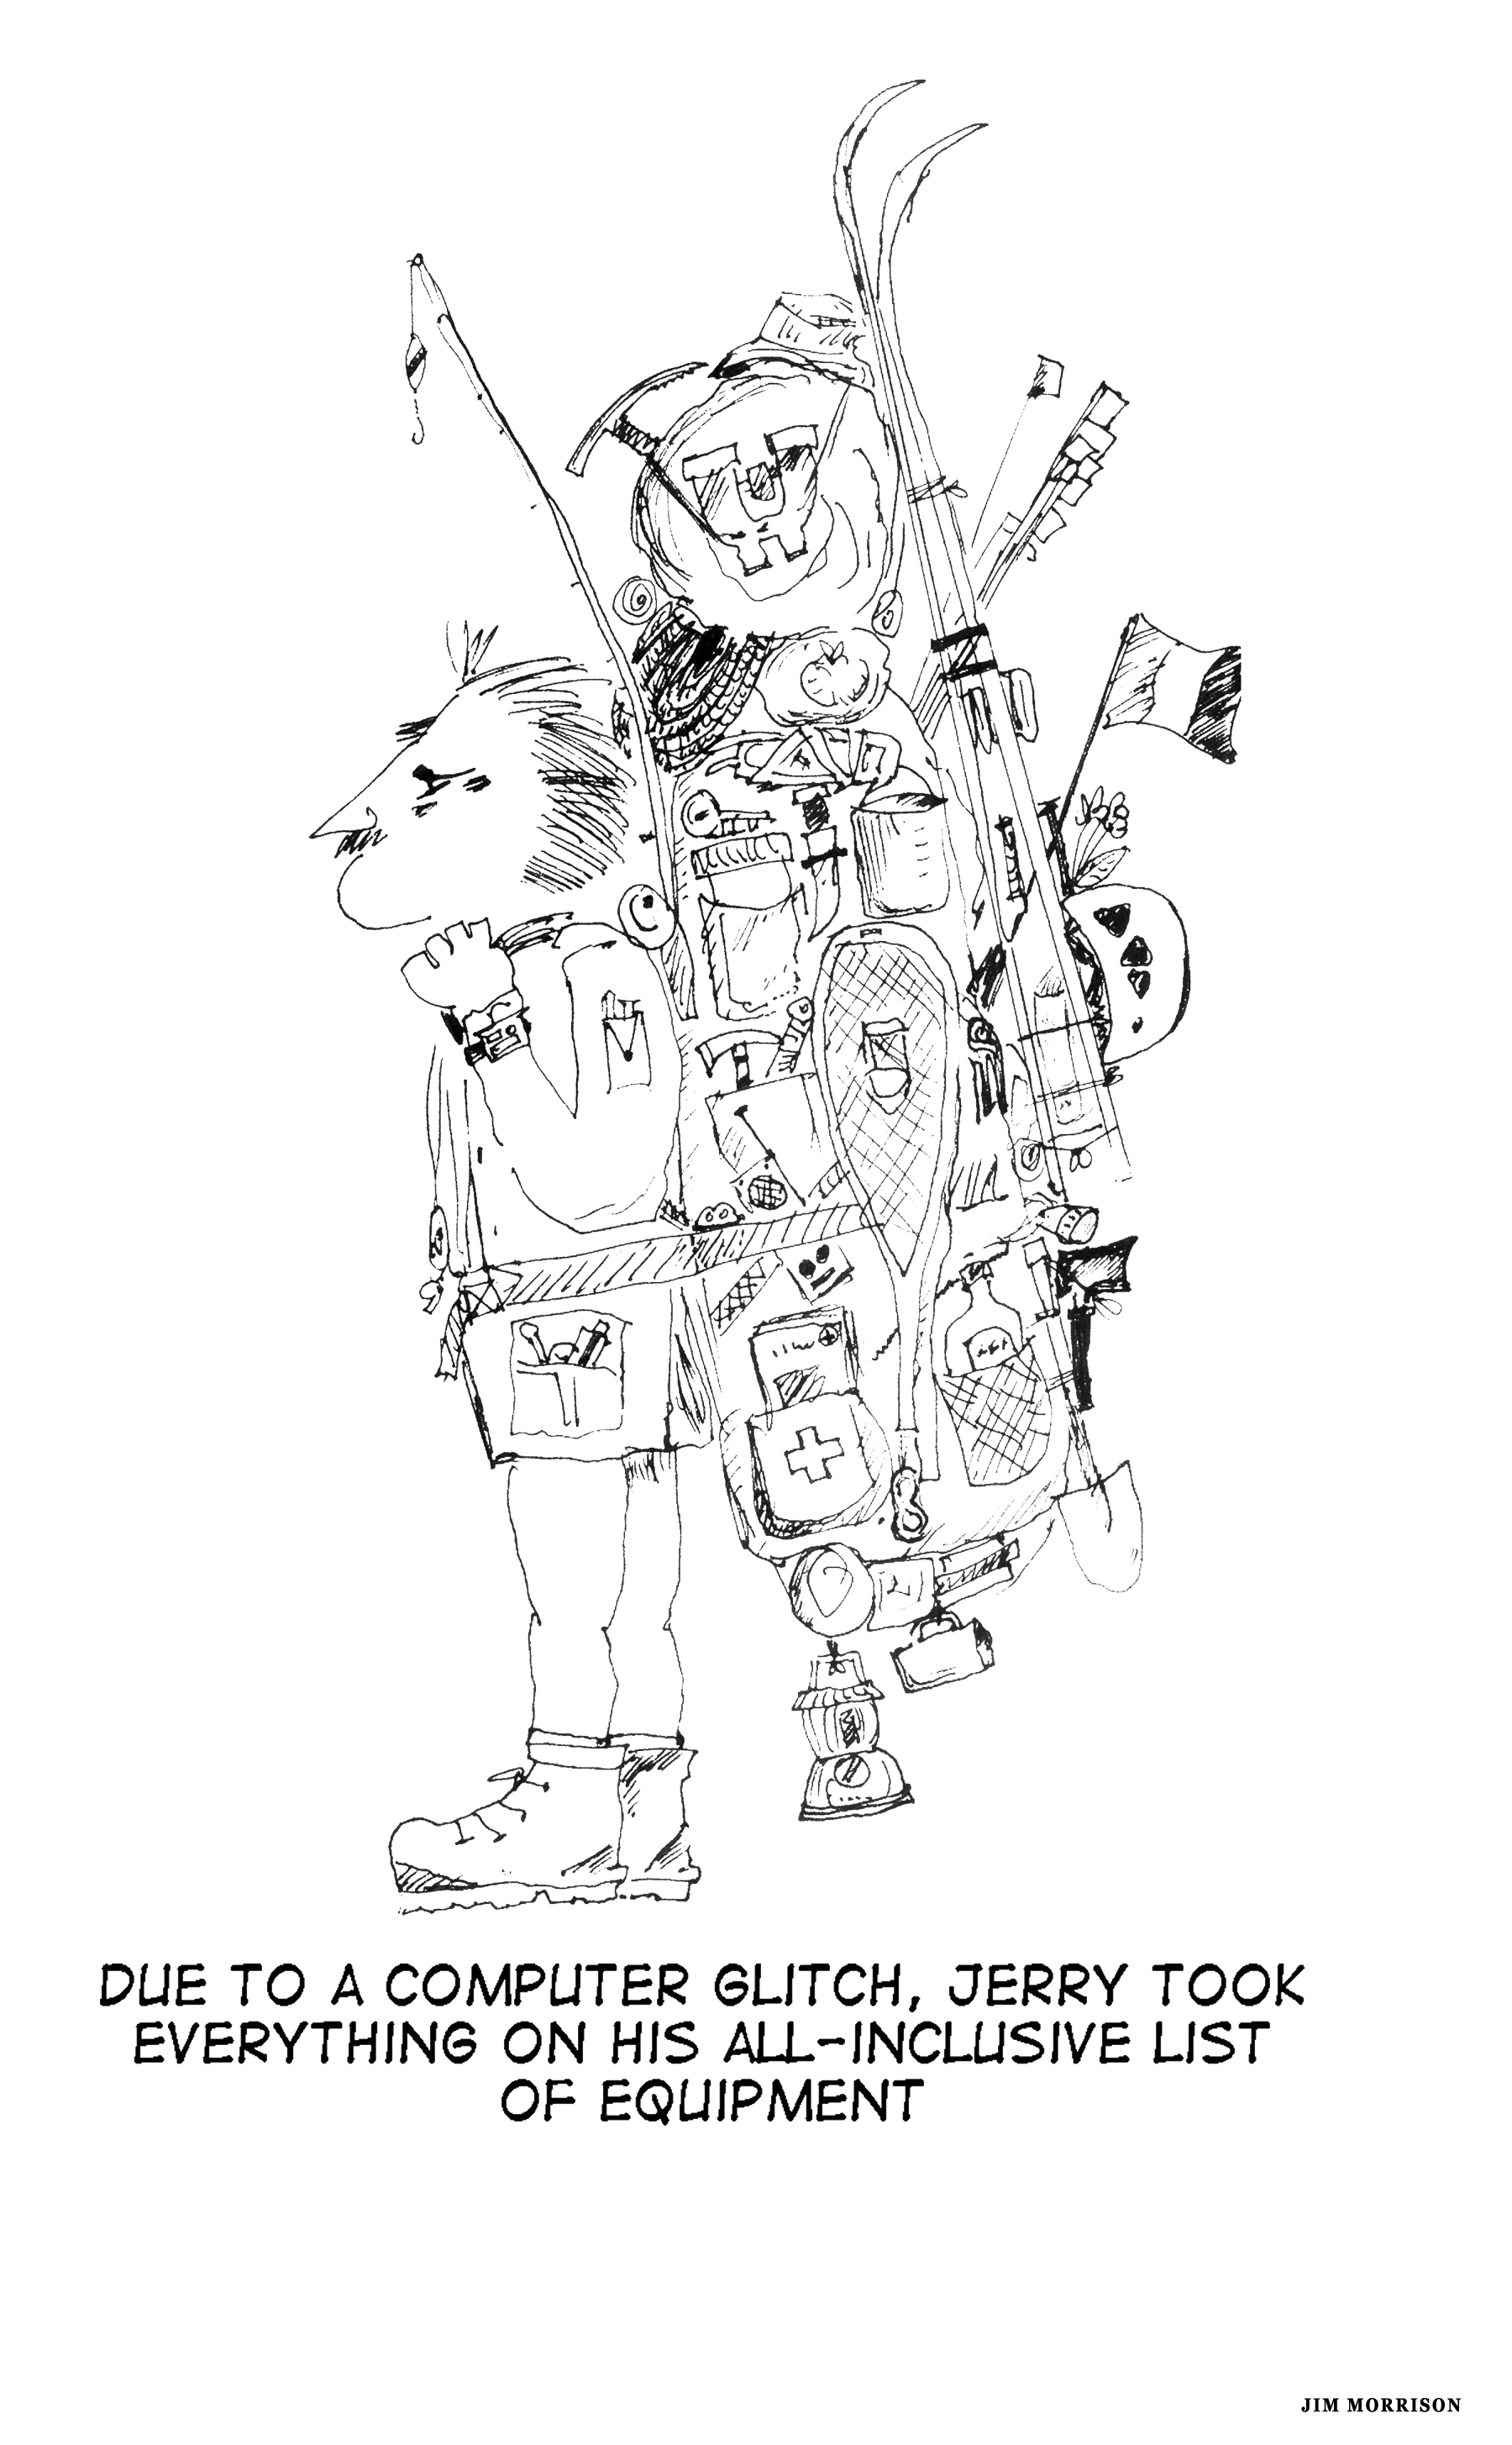 DUE TO A COMPUTER GLITCH, JERRY TOOK
EVERYTHING ON HIS ALL-INCLUSIVE LIST
OF EQUIPMENT
JIM MORRISON